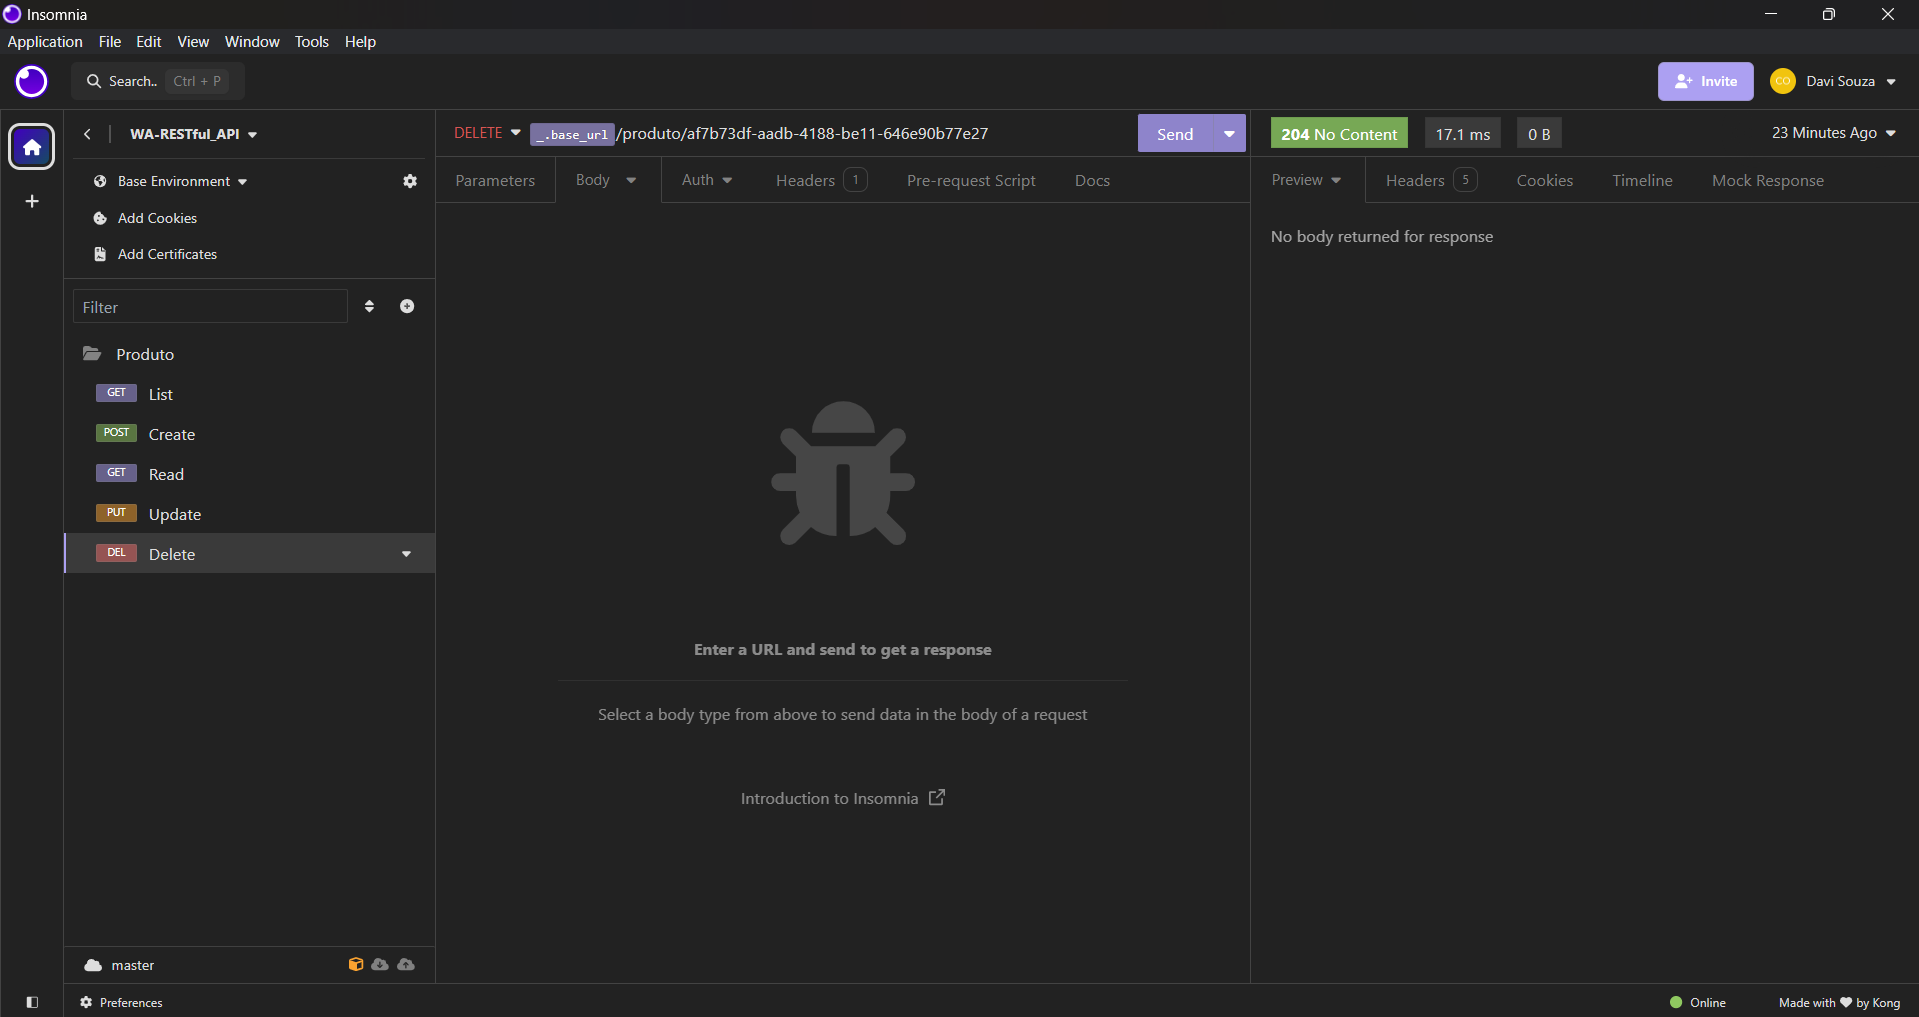 Insomnia
Application File Edit View Window Tools Help
Search.. Ctrl + P
Invite
CO Davi Souza
WA-RESTful_API
Base Environment
Add Cookies
Add Certificates
Filter
Produto
GET List
POST Create
GET Read
PUT Update
DEL Delete
master
DELETE _.base_url/produto/af7b73df-aadb-4188-be11-646e90b77e27 Send
Parameters Body Auth Headers 1 Pre-request Script Docs
Enter a URL and send to get a response
Select a body type from above to send data in the body of a request
Introduction to Insomnia
204 No Content 17.1 ms 0 B 23 Minutes Ago
Preview Headers 5 Cookies Timeline Mock Response
No body returned for response
Preferences
Online
Made with by Kong